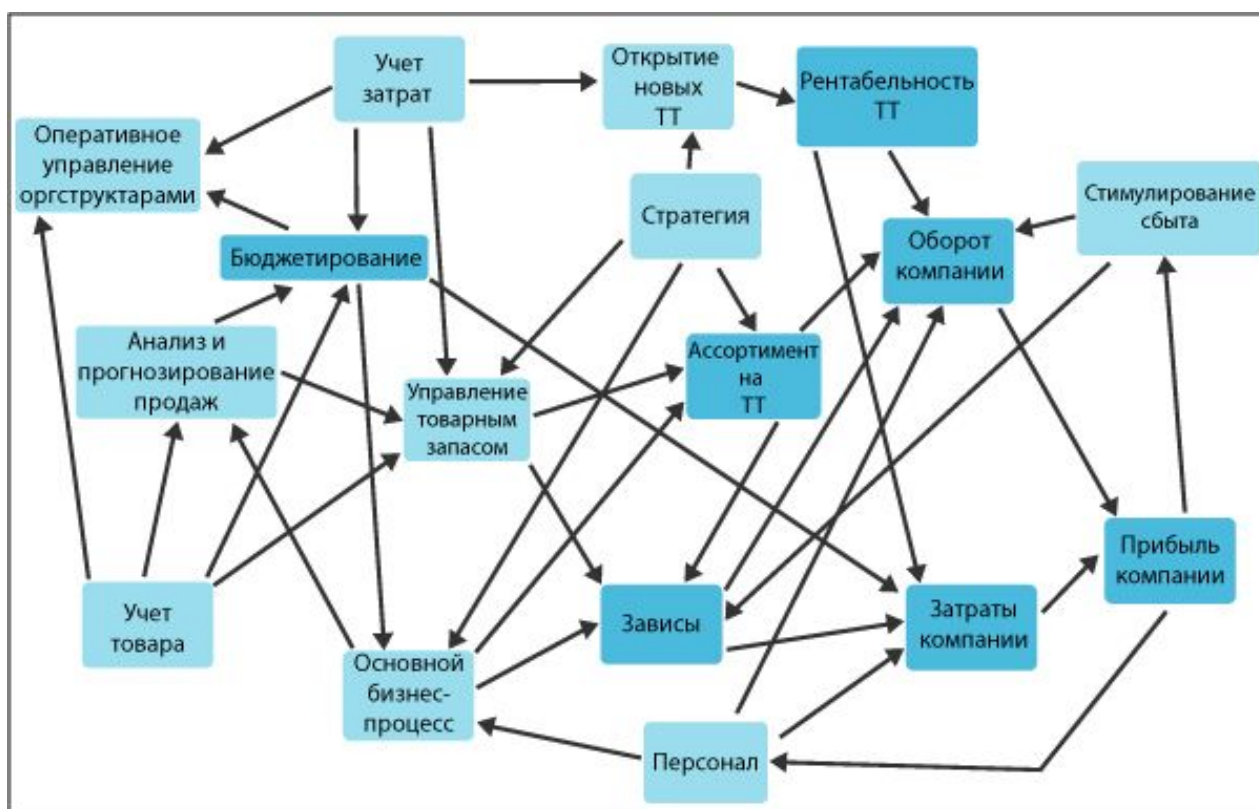 Учет
затрат
Открытие
новых
ТТ
Рентабельность
ТТ
Оперативное
управление
оргструктарами
Стратегия
Стимулирование
сбыта
Бюджетирование
Оборот
компании
Анализ и
прогнозирование
продаж
Управление
товарным
запасом
Ассортимент
на
ТТ
Учет
товара
Основной
бизнес-
процесс
Зависы
Затраты
компании
Прибыль
компании
Персонал